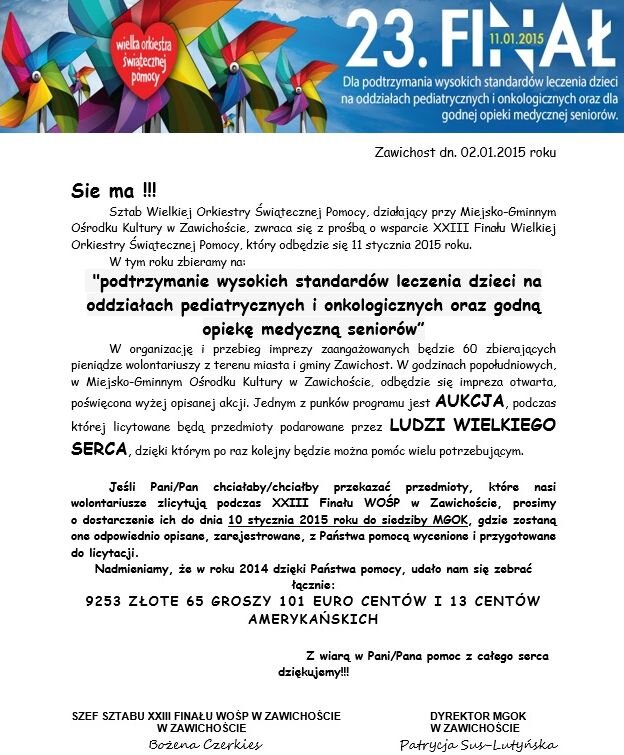 wielka orkiestra
świątecznej
pomocy
23. FINAŁ
11.01.2015
Dla podtrzymania wysokich standardów leczenia dzieci
na oddziałach pediatrycznych i onkologicznych oraz dla
godnej opieki medycznej seniorów.
Zawichost dn. 02.01.2015 roku
Sie ma !!!
Sztab Wielkiej Orkiestry Świątecznej Pomocy, działający przy Miejsko-Gminnym
Ośrodku Kultury w Zawichoście, zwraca się z prośbą o wsparcie XXIII Finału Wielkiej
Orkiestry Świątecznej Pomocy, który odbędzie się 11 stycznia 2015 roku.
W tym roku zbieramy na:
"podtrzymanie wysokich standardów leczenia dzieci na
oddziałach pediatrycznych i onkologicznych oraz godną
opiekę medyczną seniorów”
W organizację i przebieg imprezy zaangażowanych będzie 60 zbierających
pieniądze wolontariuszy z terenu miasta i gminy Zawichost. W godzinach popołudniowych,
w Miejsko-Gminnym Ośrodku Kultury w Zawichoście, odbędzie się impreza otwarta,
poświęcona wyżej opisanej akcji. Jednym z punków programu jest AUKCJA, podczas
której licytowane będą przedmioty podarowane przez LUDZI WIELKIEGO
SERCA, dzięki którym po raz kolejny będzie można pomóc wielu potrzebującym.
Jeśli Pani/Pan chciałaby/chciałby przekazać przedmioty, które nasi
wolontariusze zlicytują podczas XXIII Finału WOŚP w Zawichoście, prosimy
o dostarczenie ich do dnia 10 stycznia 2015 roku do siedziby MGOK, gdzie zostaną
one odpowiednio opisane, zarejestrowane, z Państwa pomocą wycenione i przygotowane
do licytacji.
Nadmieniamy, że w roku 2014 dzięki Państwa pomocy, udało nam się zebrać
łącznie:
9253 ZŁOTE 65 GROSZY 101 EURO CENTÓW I 13 CENTÓW
AMERYKAŃSKICH
Z wiarą w Pani/Pana pomoc z całego serca
dziękujemy!!!
SZEF SZTABU XXIII FINAŁU WOŚP W ZAWICHOŚCIE
W ZAWICHOŚCIE
Bożena Czerkies
DYREKTOR MGOK
W ZAWICHOŚCIE
Patrycja Sus-Lutyńska